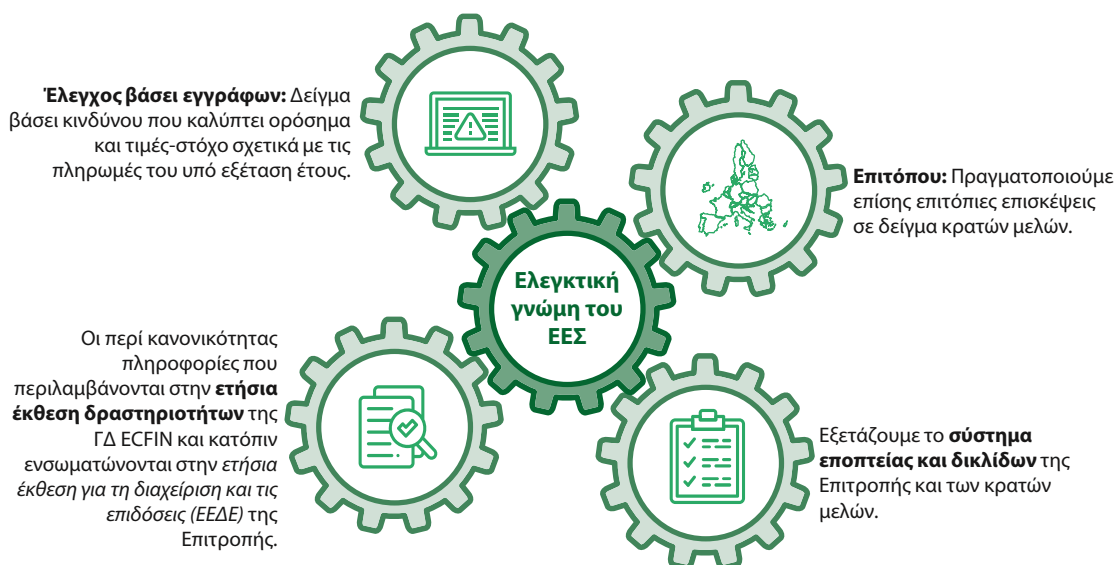 Έλεγχος βάσει εγγράφων: Δείγμα
βάσει κινδύνου που καλύπτει ορόσημα
και τιμές-στόχο σχετικά με τις
πληρωμές του υπό εξέταση έτους.
Επιτόπου: Πραγματοποιούμε
επίσης επιτόπιες επισκέψεις
σε δείγμα κρατών μελών.
Ελεγκτική
γνώμη του
ΕΕΣ
Οι περί κανονικότητας
πληροφορίες που
περιλαμβάνονται στην ετήσια
έκθεση δραστηριοτήτων της
ΓΔ ECFIN και κατόπιν
ενσωματώνονται στην ετήσια
έκθεση για τη διαχείριση και τις
επιδόσεις (ΕΕΔΕ) της
Επιτροπής.
Εξετάζουμε το σύστημα
εποπτείας και δικλίδων της
Επιτροπής και των κρατών
μελών.